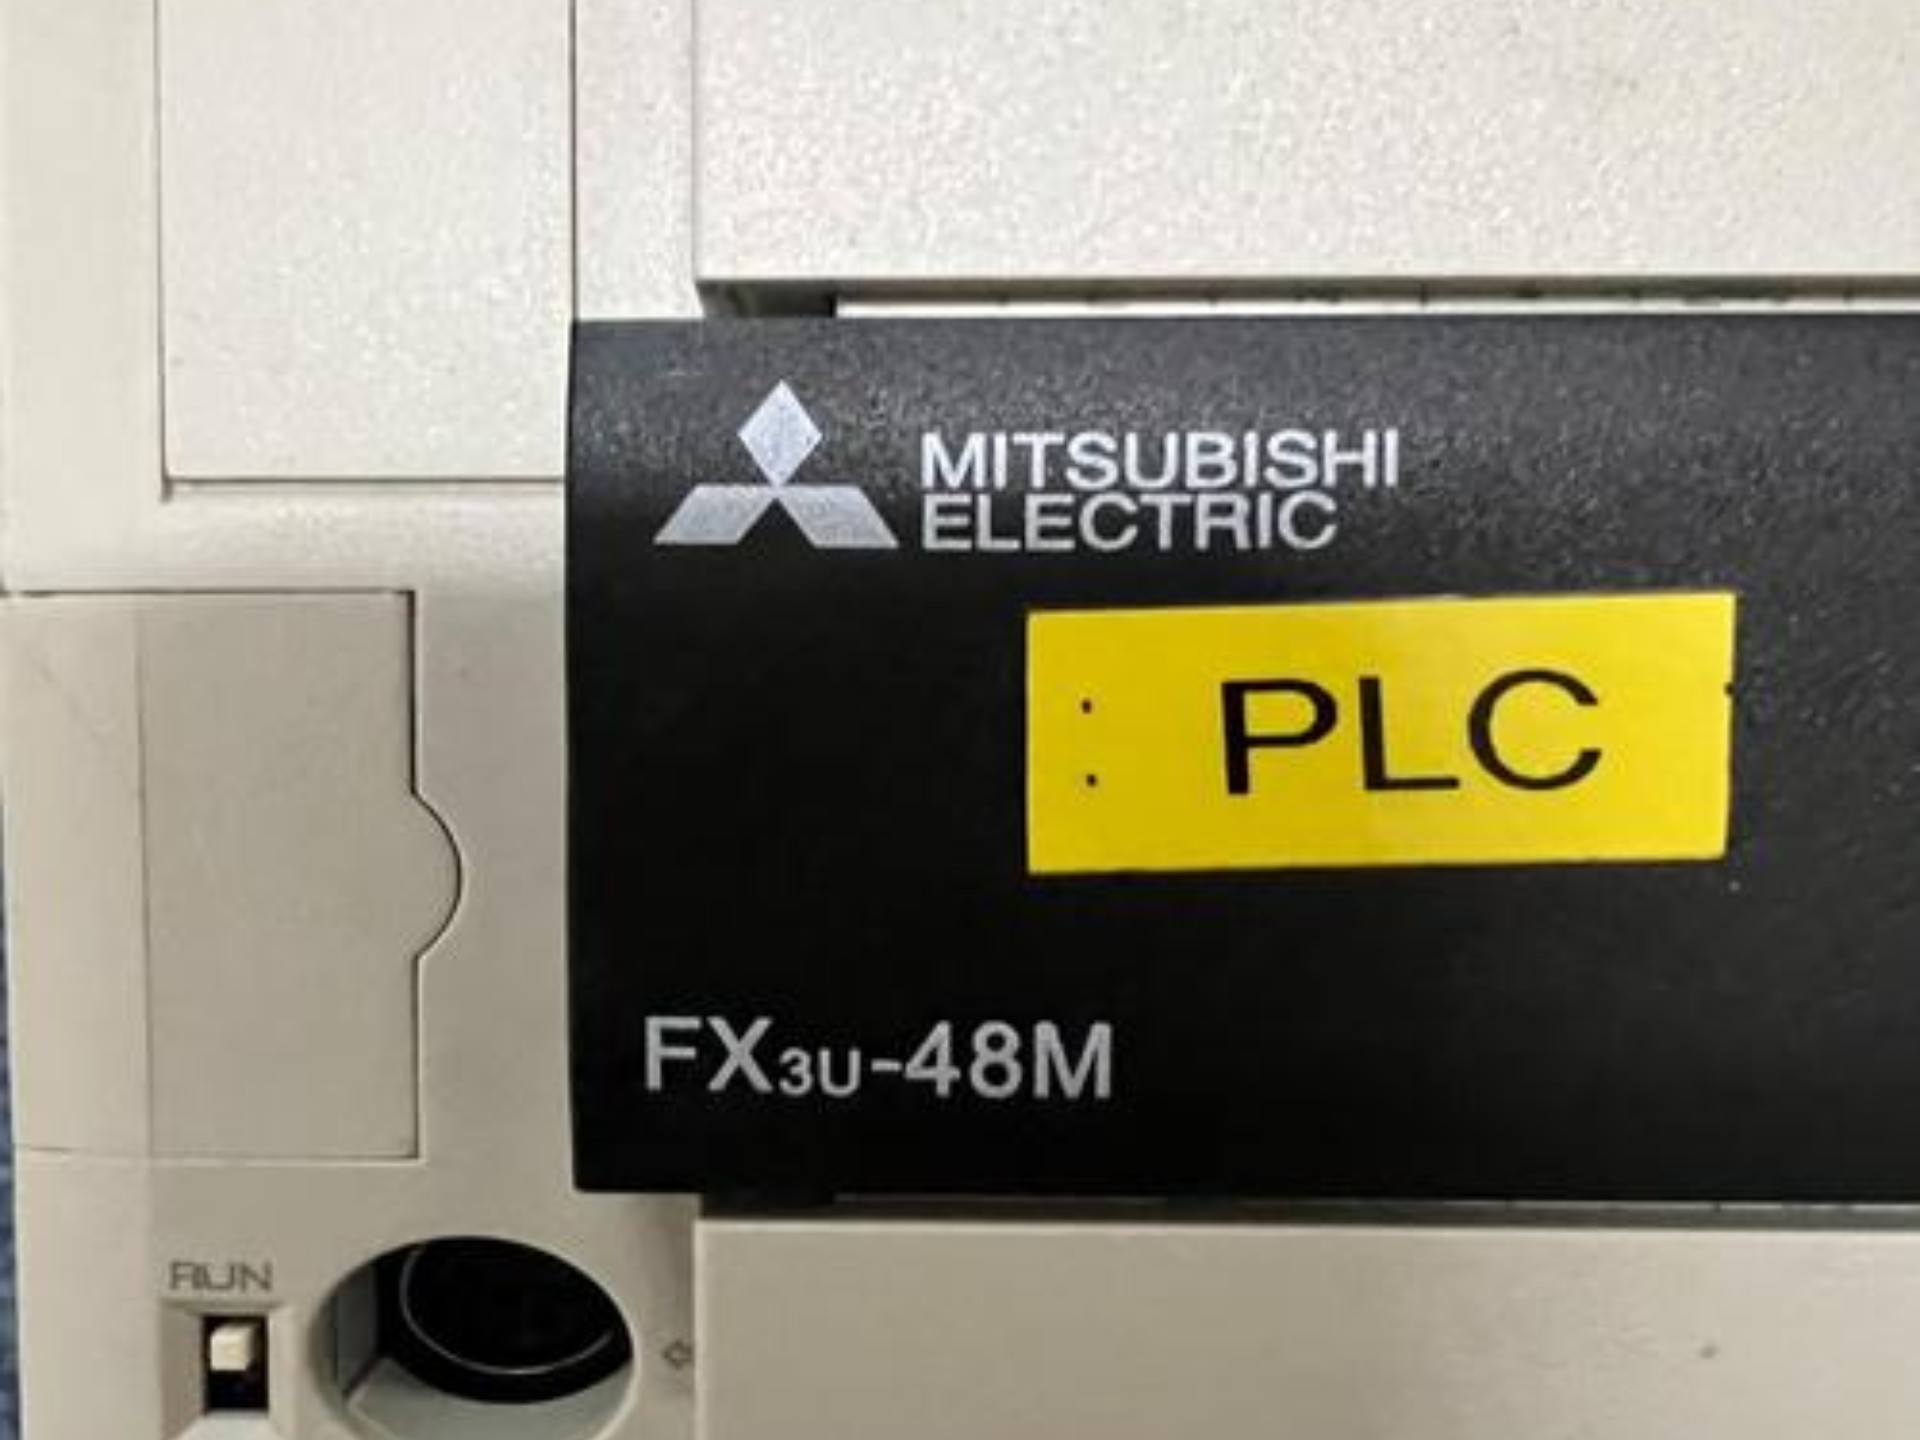 MITSUBISHI
ELECTRIC
: PLC
FX3U-48M
RUN